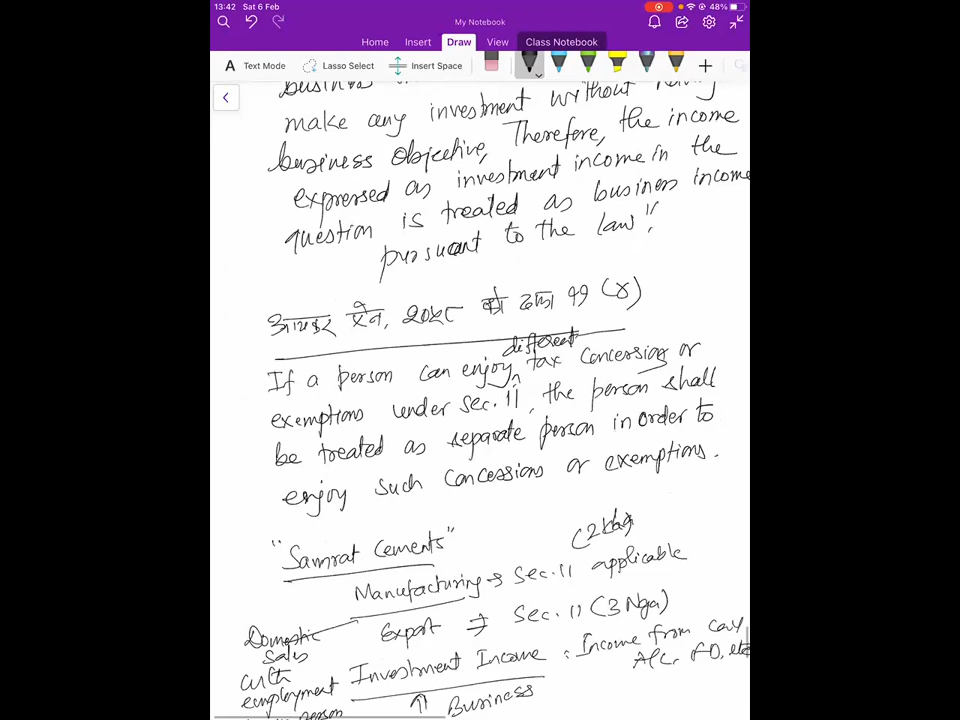 13:42 Sat 6 Feb
48%
My Notebook
Home Insert Draw View Class Notebook
Text Mode Lasso Select Insert Space
business
make any investment without
business objective, Therefore, the income
expressed as investment income in the
question is treated as business income
pursuant to the law".
आयकर ऐन, २०५८ को दफा ११ (४)
different
If a person can enjoy tax concession or
exemptions under Sec. 11, the person shall
be treated as separate person in order to
enjoy such concessions or exemptions.
"Samrat Cements"
Manufacturing → Sec. 11 applicable
Export ⇒ Sec. 11 (3 Nga)
Domestic
Sales
with
employment
Investment Income : Income from
A/C, FD, etc
↑ Business
person